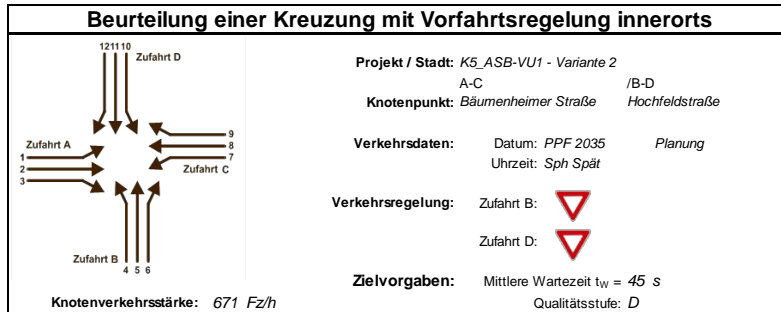 Beurteilung einer Kreuzung mit Vorfahrtsregelung innerorts
121110
Zufahrt D
Zufahrt A
1
2
3
9
8
7
Zufahrt C
Zufahrt B
4 5 6
Knotenverkehrsstärke: 671 Fz/h
Projekt / Stadt: K5_ASB-VU1 - Variante 2
A-C /B-D
Knotenpunkt: Bäumenheimer Straße Hochfeldstraße
Verkehrsdaten: Datum: PPF 2035 Planung
Uhrzeit: Sph Spät
Verkehrsregelung: Zufahrt B:
Zufahrt D:
Zielvorgaben: Mittlere Wartezeit tW = 45 s
Qualitätsstufe: D